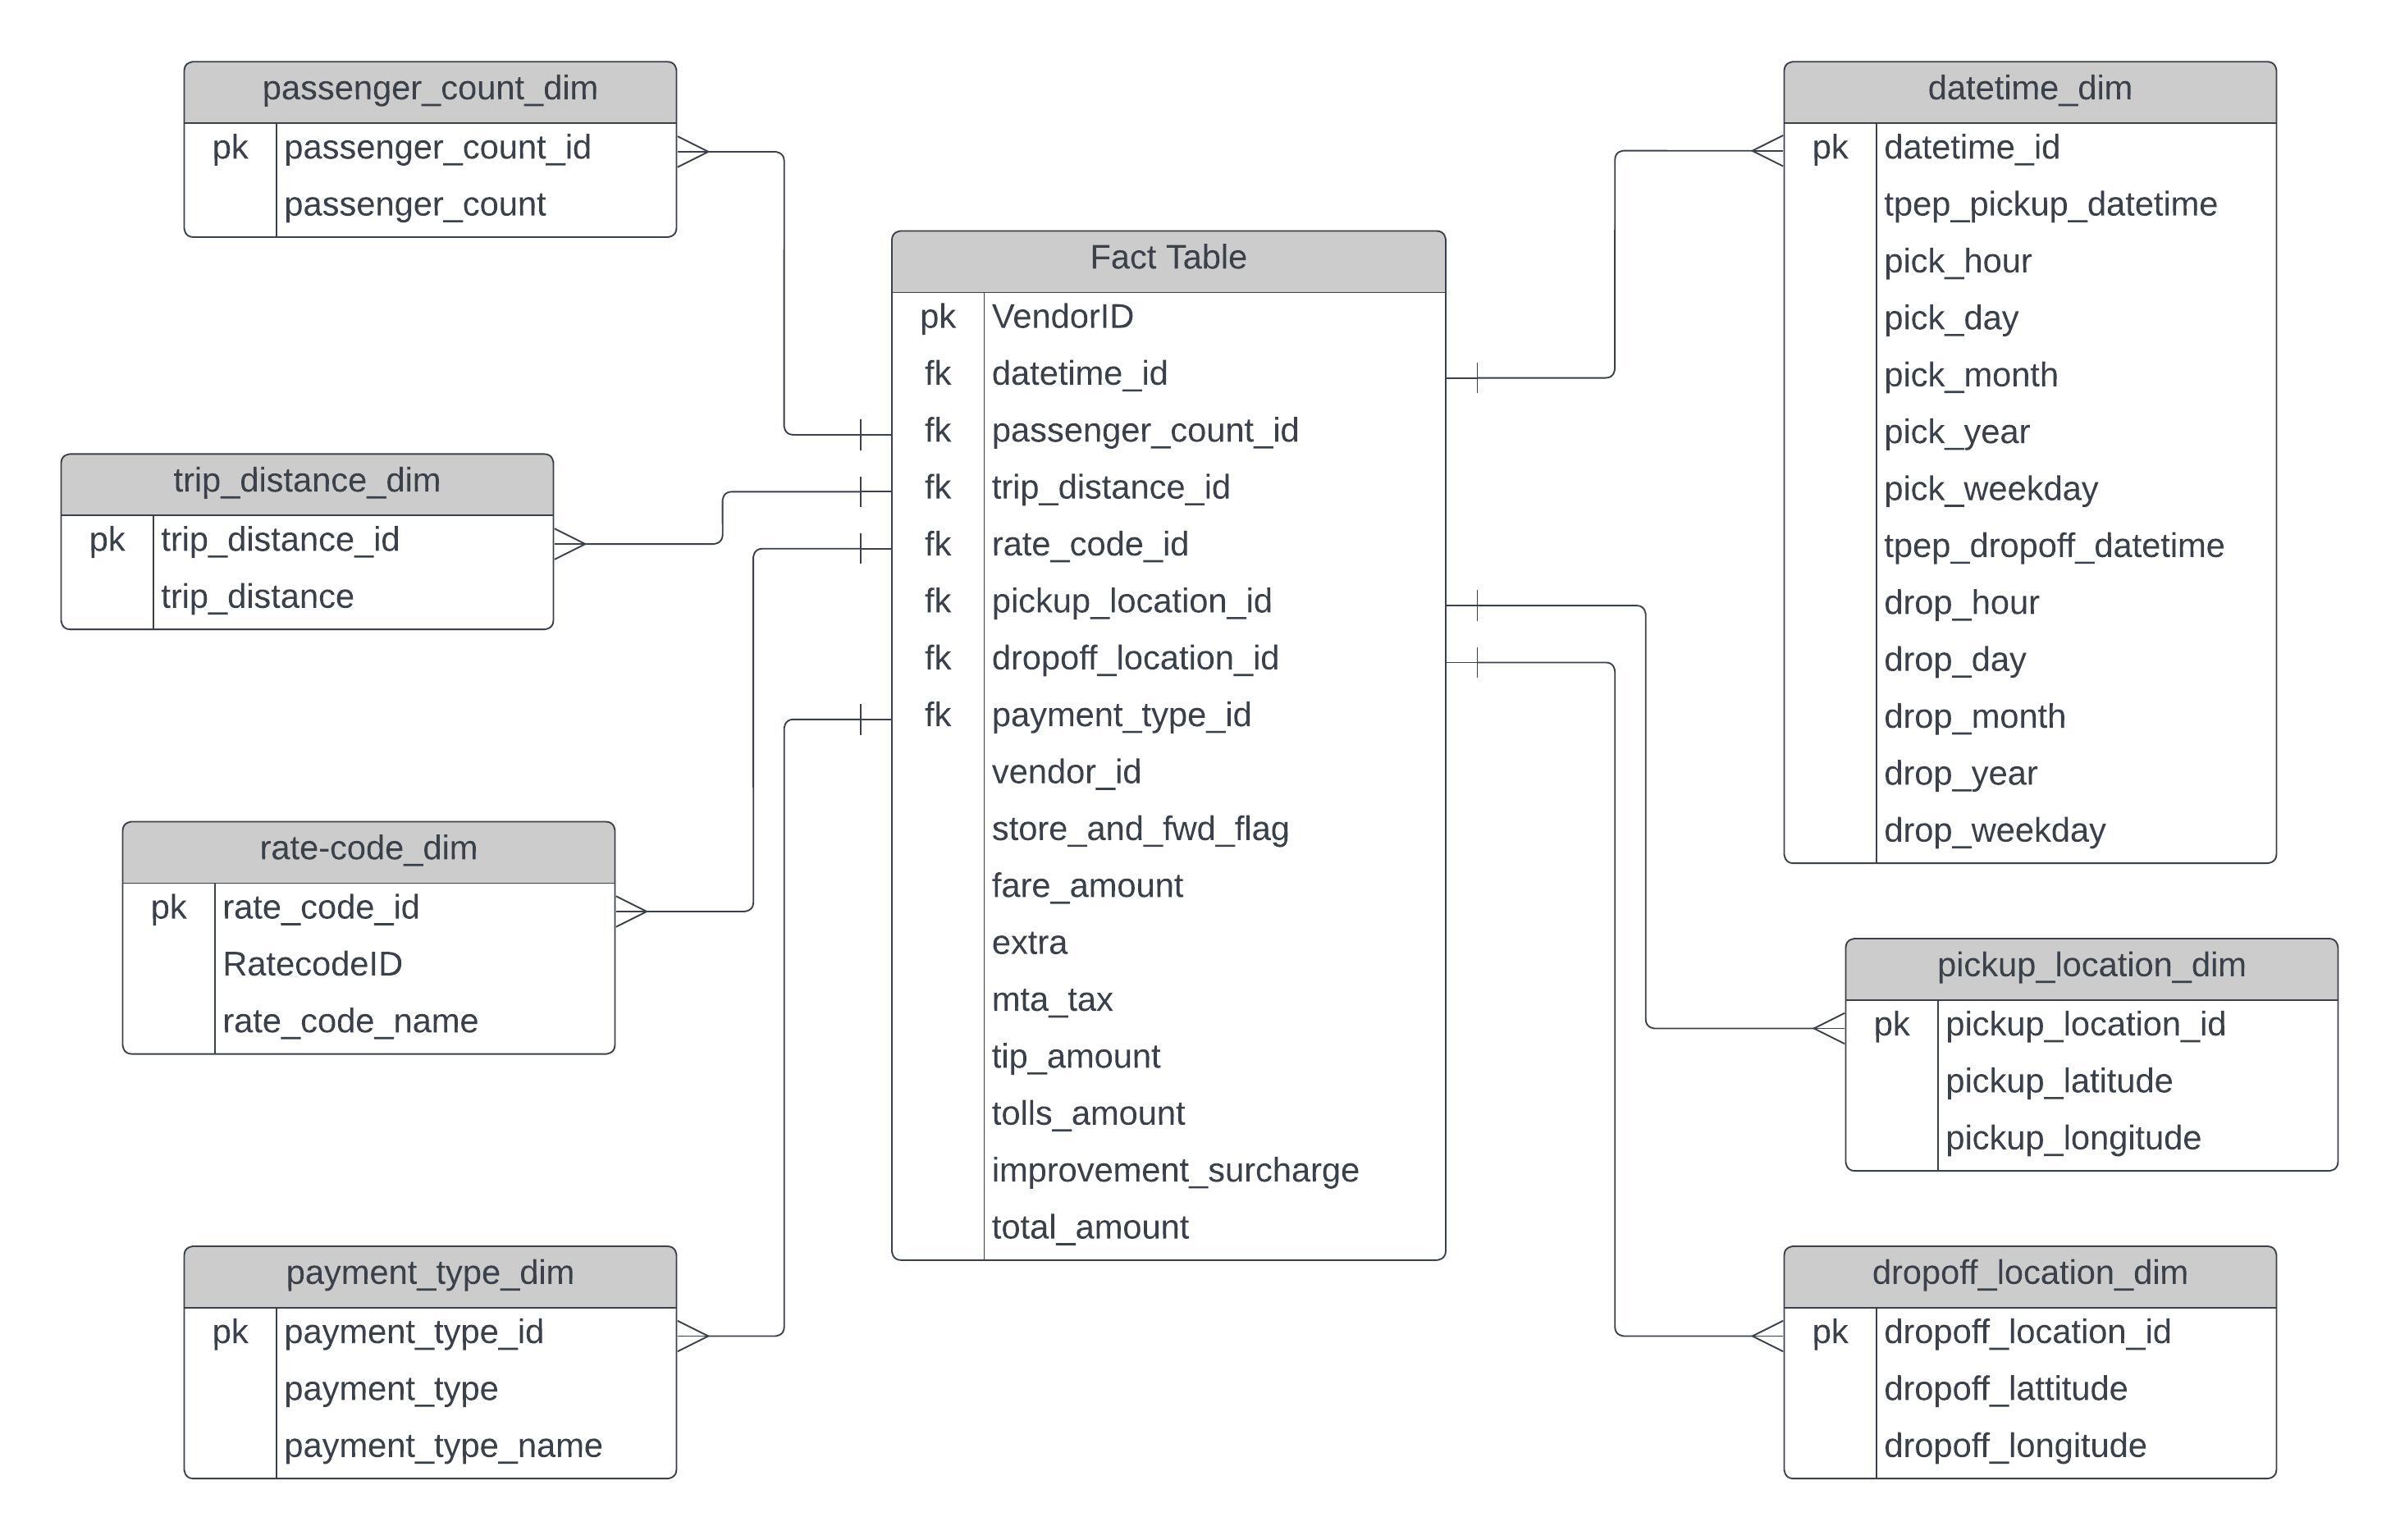 passenger_count_dim
pk passenger_count_id
passenger_count
trip_distance_dim
pk trip_distance_id
trip_distance
rate-code_dim
pk rate_code_id
RatecodeID
rate_code_name
payment_type_dim
pk payment_type_id
payment_type
payment_type_name
Fact Table
pk VendorID
fk datetime_id
fk passenger_count_id
fk trip_distance_id
fk rate_code_id
fk pickup_location_id
fk dropoff_location_id
fk payment_type_id
vendor_id
store_and_fwd_flag
fare_amount
extra
mta_tax
tip_amount
tolls_amount
improvement_surcharge
total_amount
datetime_dim
pk datetime_id
tpep_pickup_datetime
pick_hour
pick_day
pick_month
pick_year
pick_weekday
tpep_dropoff_datetime
drop_hour
drop_day
drop_month
drop_year
drop_weekday
pickup_location_dim
pk pickup_location_id
pickup_latitude
pickup_longitude
dropoff_location_dim
pk dropoff_location_id
dropoff_lattitude
dropoff_longitude